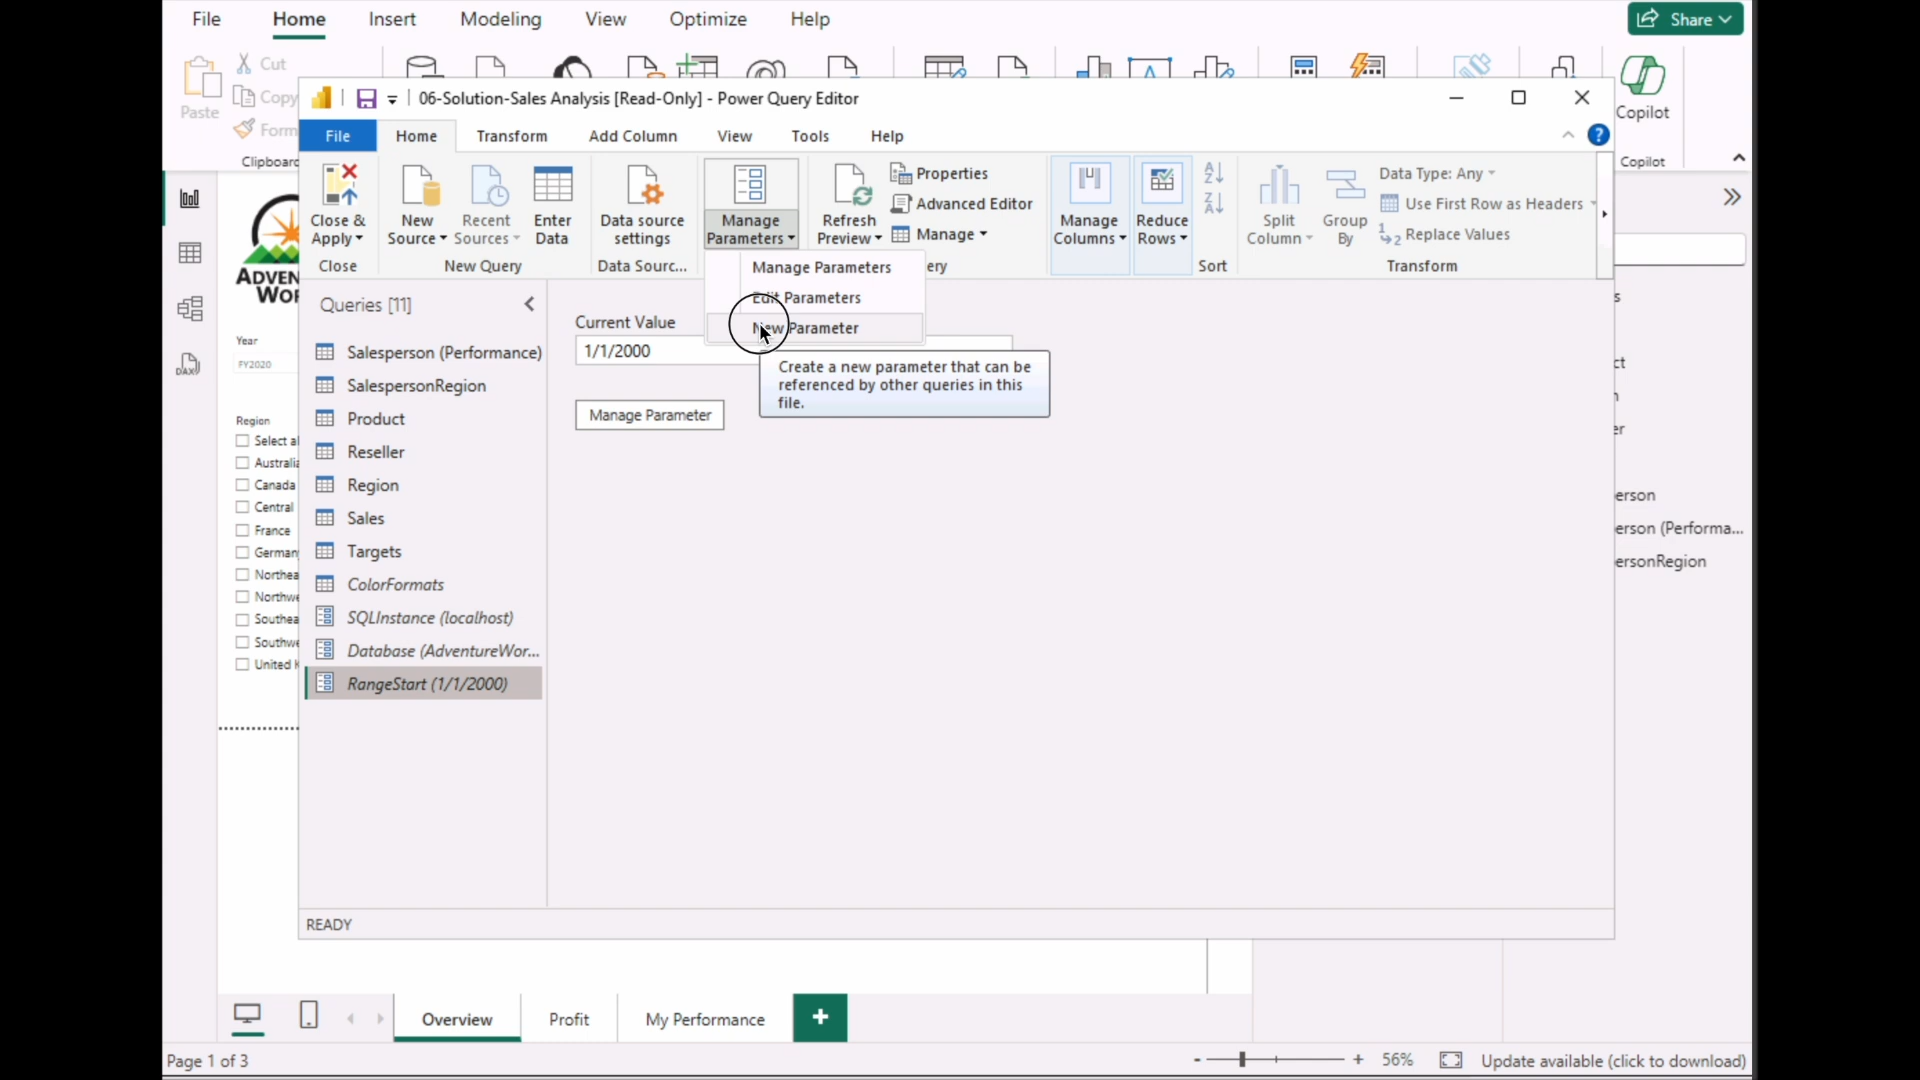 File Home Insert Modeling View Optimize Help Share
Paste
Cut
Copy
Clipboard
Copilot
Copilot
06-Solution-Sales Analysis [Read-Only] - Power Query Editor
File Home Transform Add Column View Tools Help
Close & Apply
Close
New Source
Recent Sources
Enter Data
New Query
Data source settings
Data Sourc...
Manage Parameters
Refresh Preview
Properties
Advanced Editor
Manage
Manage Columns
Reduce Rows
Sort
Split Column
Group By
Data Type: Any
Use First Row as Headers
Replace Values
Transform
Manage Parameters
Edit Parameters
New Parameter
Create a new parameter that can be
referenced by other queries in this
file.
Queries [11]
Salesperson (Performance)
SalespersonRegion
Product
Reseller
Region
Sales
Targets
ColorFormats
SQLInstance (localhost)
Database (AdventureWor...
RangeStart (1/1/2000)
Current Value
1/1/2000
Manage Parameter
READY
Year
FY2020
Region
Canada
Central
France
erson
erson (Performa...
ersonRegion
Overview Profit My Performance +
Page 1 of 3
- + 56% Update available (click to download)